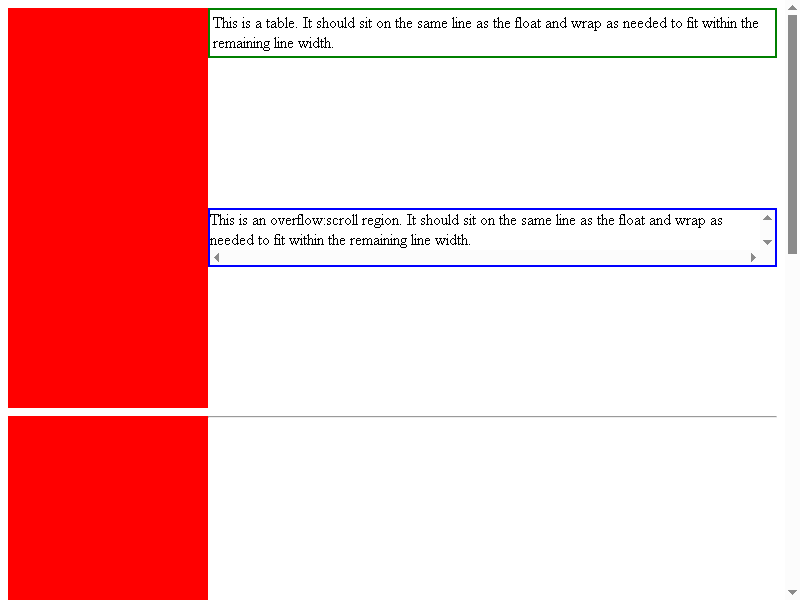 This is a table. It should sit on the same line as the float and wrap as needed to fit within the
remaining line width.
This is an overflow:scroll region. It should sit on the same line as the float and wrap as
needed to fit within the remaining line width.